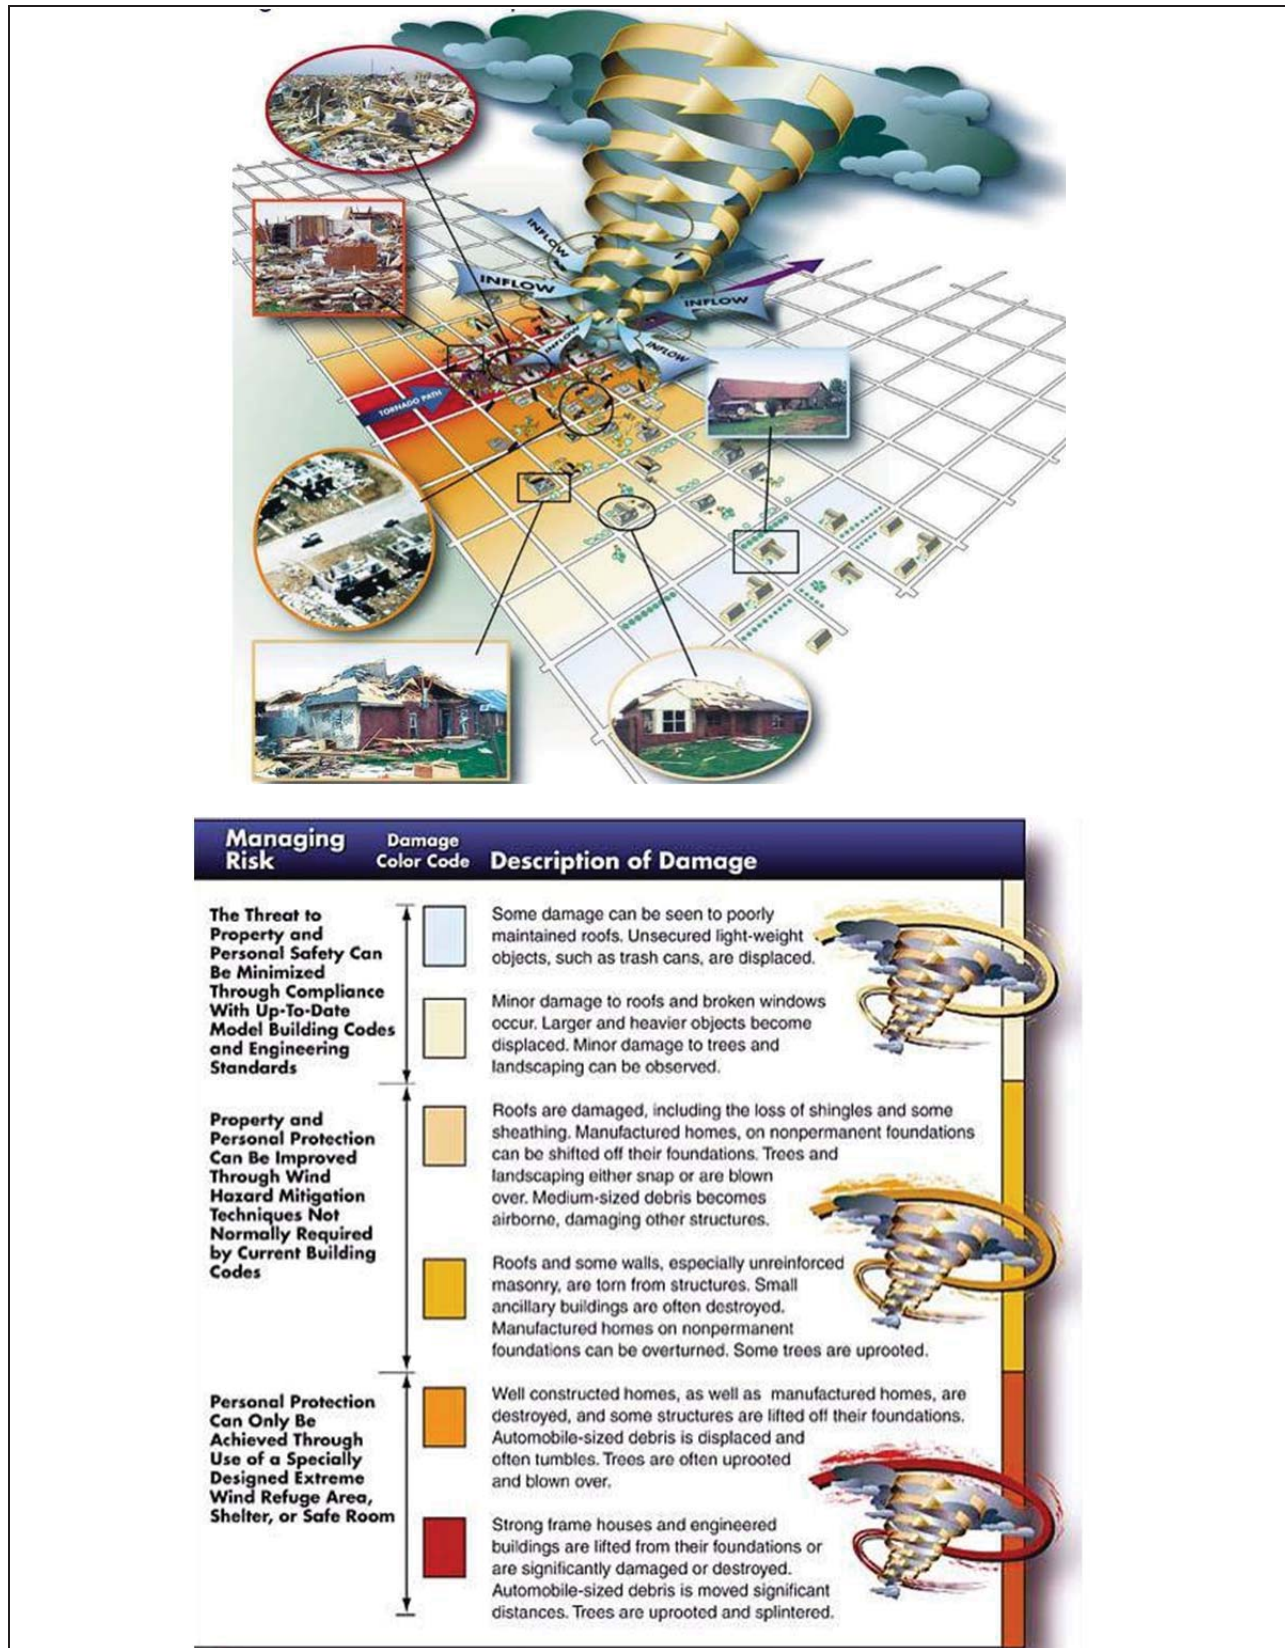 INFLOW
INFLOW
INFLOW
INFLOW
INFLOW
TORNADO PATH
Managing
Risk
Damage
Color Code
Description of Damage
The Threat to
Property and
Personal Safety Can
Be Minimized
Through Compliance
With Up-To-Date
Model Building Codes
and Engineering
Standards
Some damage can be seen to poorly
maintained roofs. Unsecured light-weight
objects, such as trash cans, are displaced.
Minor damage to roofs and broken windows
occur. Larger and heavier objects become
displaced. Minor damage to trees and
landscaping can be observed.
Property and
Personal Protection
Can Be Improved
Through Wind
Hazard Mitigation
Techniques Not
Normally Required
by Current Building
Codes
Roofs are damaged, including the loss of shingles and some
sheathing. Manufactured homes, on nonpermanent foundations
can be shifted off their foundations. Trees and
landscaping either snap or are blown
over. Medium-sized debris becomes
airborne, damaging other structures.
Roofs and some walls, especially unreinforced
masonry, are torn from structures. Small
ancillary buildings are often destroyed.
Manufactured homes on nonpermanent
foundations can be overturned. Some trees are uprooted.
Personal Protection
Can Only Be
Achieved Through
Use of a Specially
Designed Extreme
Wind Refuge Area,
Shelter, or Safe Room
Well constructed homes, as well as manufactured homes, are
destroyed, and some structures are lifted off their foundations.
Automobile-sized debris is displaced and
often tumbles. Trees are often uprooted
and blown over.
Strong frame houses and engineered
buildings are lifted from their foundations or
are significantly damaged or destroyed.
Automobile-sized debris is moved significant
distances. Trees are uprooted and splintered.